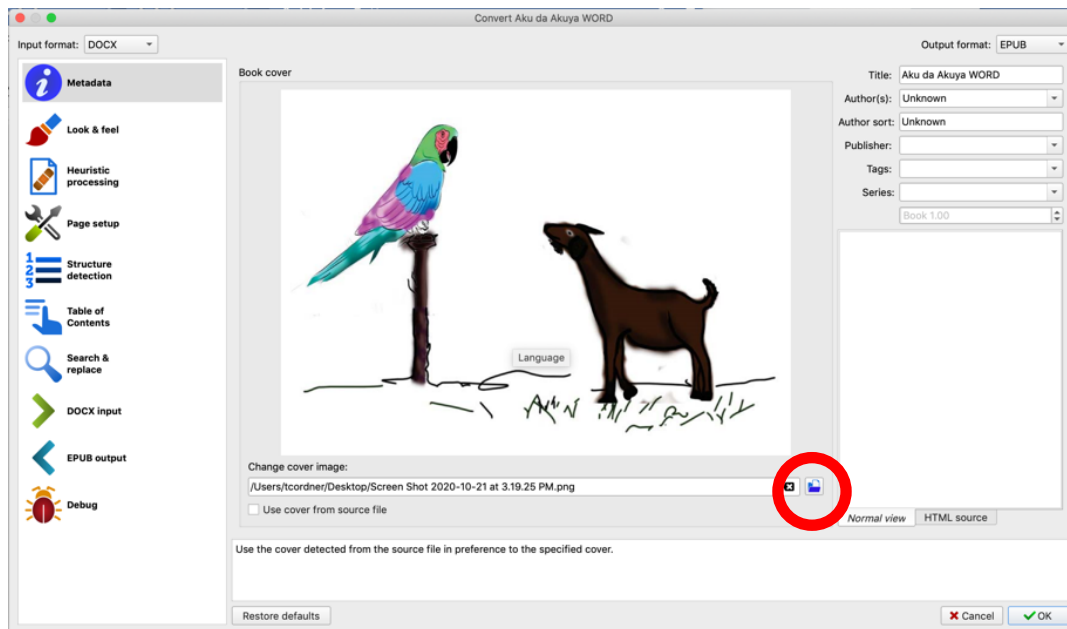 Convert Aku da Akuya WORD
Input format: DOCX
Output format: EPUB
Metadata
Look & feel
Heuristic
processing
Page setup
Structure
detection
Table of
Contents
Search &
replace
DOCX input
EPUB output
Debug
Book cover
Language
Change cover image:
/Users/tcordner/Desktop/Screen Shot 2020-10-21 at 3.19.25 PM.png
Use cover from source file
Title: Aku da Akuya WORD
Author(s): Unknown
Author sort: Unknown
Publisher:
Tags:
Series:
Book 1.00
Normal view HTML source
Use the cover detected from the source file in preference to the specified cover.
Restore defaults
Cancel OK